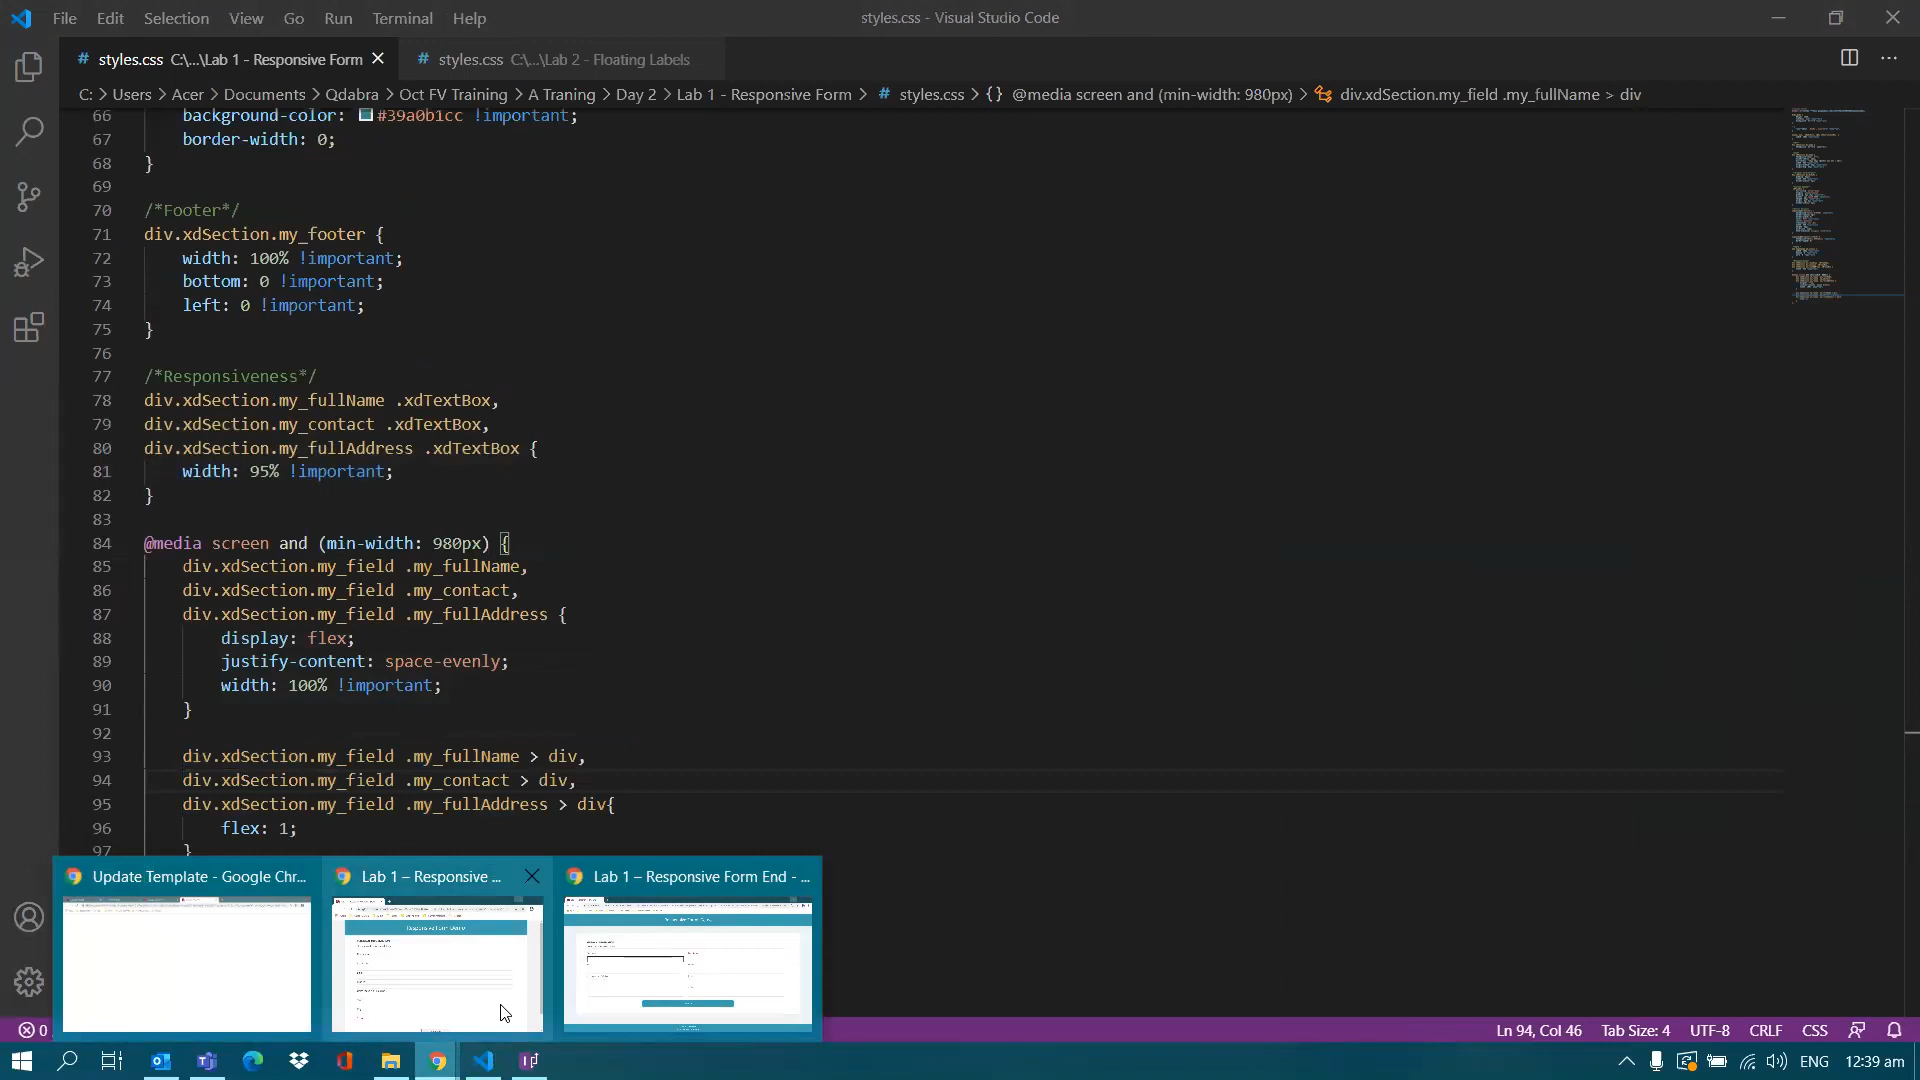 File Edit Selection View Go Run Terminal Help styles.css - Visual Studio Code
# styles.css C:\...\Lab 1 - Responsive Form # styles.css C:\...\Lab 2 - Floating Labels
C: > Users > Acer > Documents > Qdabra > Oct FV Training > A Traning > Day 2 > Lab 1 - Responsive Form > # styles.css > {} @media screen and (min-width: 980px) > div.xdSection.my_field .my_fullName > div
66 background-color: #39a0b1cc !important;
67 border-width: 0;
68 }
69
70 /*Footer*/
71 div.xdSection.my_footer {
72 width: 100% !important;
73 bottom: 0 !important;
74 left: 0 !important;
75 }
76
77 /*Responsiveness*/
78 div.xdSection.my_fullName .xdTextBox,
79 div.xdSection.my_contact .xdTextBox,
80 div.xdSection.my_fullAddress .xdTextBox {
81 width: 95% !important;
82 }
83
84 @media screen and (min-width: 980px) {
85 div.xdSection.my_field .my_fullName,
86 div.xdSection.my_field .my_contact,
87 div.xdSection.my_field .my_fullAddress {
88 display: flex;
89 justify-content: space-evenly;
90 width: 100% !important;
91 }
92
93 div.xdSection.my_field .my_fullName > div,
94 div.xdSection.my_field .my_contact > div,
95 div.xdSection.my_field .my_fullAddress > div{
96 flex: 1;
97 }
Update Template - Google Chr... Lab 1 – Responsive ... Lab 1 – Responsive Form End - ...
Responsive Form Demo
0 Ln 94, Col 46 Tab Size: 4 UTF-8 CRLF CSS
ENG 12:39 am